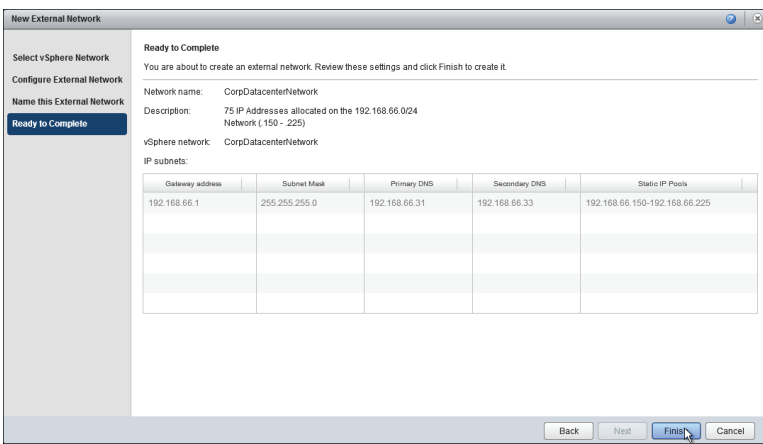 New External Network
Select vSphere Network
Configure External Network
Name this External Network
Ready to Complete
Ready to Complete
You are about to create an external network. Review these settings and click Finish to create it.
Network name: CorpDatacenterNetwork
Description: 75 IP Addresses allocated on the 192.168.66.0/24
Network (.150 - .225)
vSphere network: CorpDatacenterNetwork
IP subnets:
Gateway address Subnet Mask Primary DNS Secondary DNS Static IP Pools
192.168.66.1 255.255.255.0 192.168.66.31 192.168.66.33 192.168.66.150-192.168.66.225
Back Next Finish Cancel